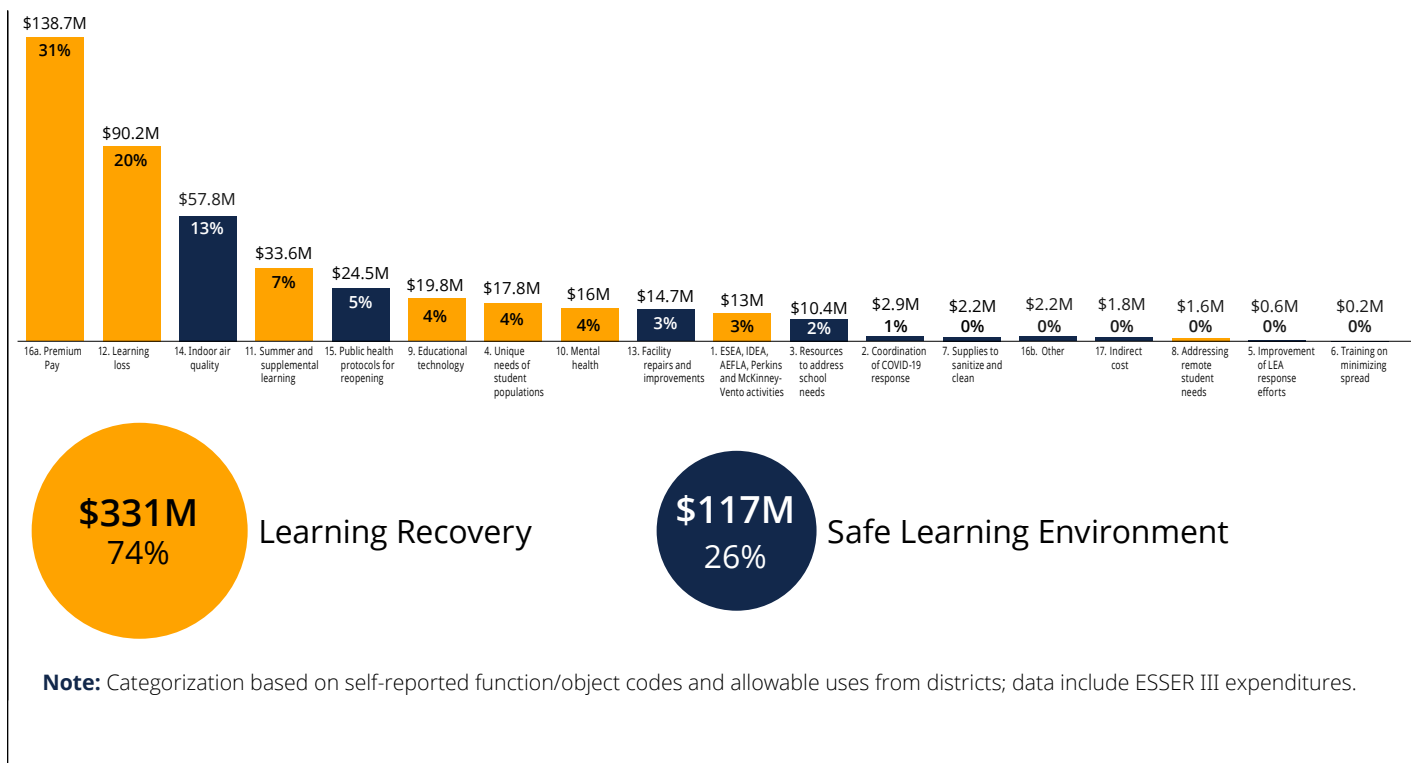 $138.7M
31%
$90.2M
20%
$57.8M
13%
$33.6M
7%
$24.5M
5%
$19.8M
4%
$17.8M
4%
$16M
4%
$14.7M
3%
$13M
3%
$10.4M
2%
$2.9M
1%
$2.2M
0%
$2.2M
0%
$1.8M
0%
$1.6M
0%
$0.6M
0%
$0.2M
0%
16a. Premium
Pay
12. Learning
loss
14. Indoor air
quality
11. Summer and
supplemental
learning
15. Public health
protocols for
reopening
9. Educational
technology
4. Unique
needs of
student
populations
10. Mental
health
13. Facility
repairs and
improvements
1. ESEA, IDEA,
AEFLA, Perkins
and McKinney-
Vento activities
3. Resources
to address
school
needs
2. Coordination
of COVID-19
response
7. Supplies to
sanitize and
clean
16b. Other
17. Indirect
cost
8. Addressing
remote
student
needs
5. Improvement
of LEA
response
efforts
6. Training on
minimizing
spread
$331M
74%
Learning Recovery
$117M
26%
Safe Learning Environment
Note: Categorization based on self-reported function/object codes and allowable uses from districts; data include ESSER III expenditures.